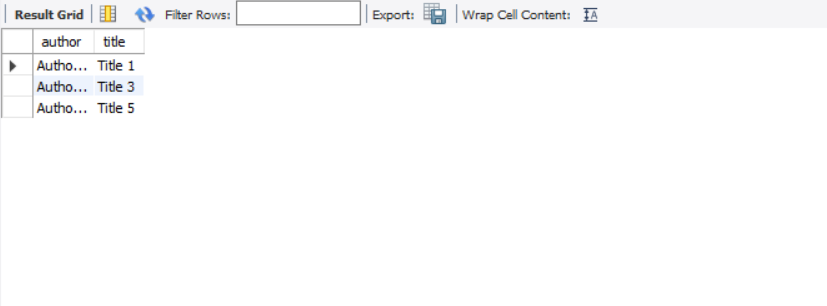 Result Grid Filter Rows: Export: Wrap Cell Content: A
author title
Autho... Title 1
Autho... Title 3
Autho... Title 5